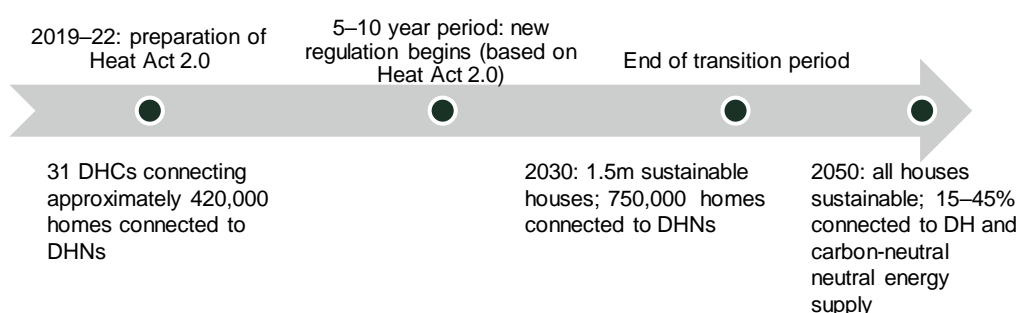 2019–22: preparation of
Heat Act 2.0
5–10 year period: new
regulation begins (based on
Heat Act 2.0)
End of transition period
31 DHCs connecting
approximately 420,000
homes connected to
DHNs
2030: 1.5m sustainable
houses; 750,000 homes
connected to DHNs
2050: all houses
sustainable; 15–45%
connected to DH and
carbon-neutral
neutral energy
supply